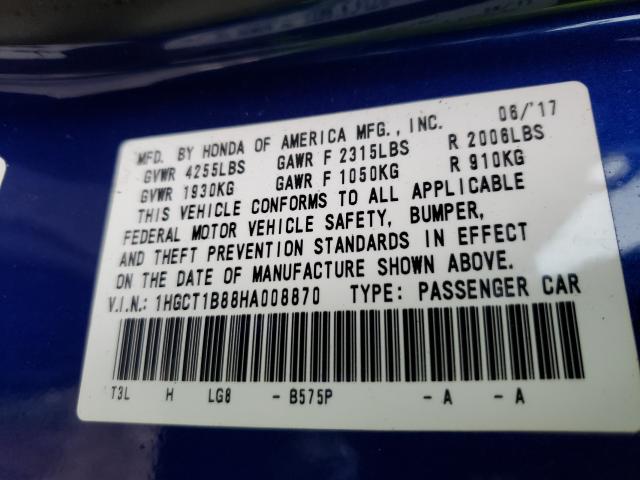 MFD. BY HONDA OF AMERICA MFG., INC. 06/'17
GVWR 4255LBS GAWR F 2315LBS R 2006LBS
GVWR 1930KG GAWR F 1050KG R 910KG
THIS VEHICLE CONFORMS TO ALL APPLICABLE
FEDERAL MOTOR VEHICLE SAFETY, BUMPER,
AND THEFT PREVENTION STANDARDS IN EFFECT
ON THE DATE OF MANUFACTURE SHOWN ABOVE.
V.I.N.: 1HGCT1B88HA008870 TYPE: PASSENGER CAR
T3L H LG8 - B575P - A - A